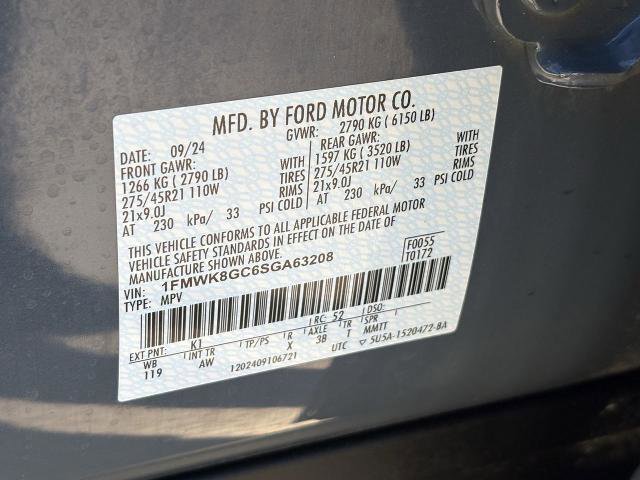 MFD. BY FORD MOTOR CO.
DATE: 09/24 GVWR: 2790 KG ( 6150 LB)
FRONT GAWR: REAR GAWR:
1266 KG ( 2790 LB) WITH 1597 KG ( 3520 LB) WITH
275/45R21 110W TIRES 275/45R21 110W TIRES
21x9.0J RIMS 21x9.0J RIMS
AT 230 kPa/ 33 PSI COLD AT 230 kPa/ 33 PSI COLD
THIS VEHICLE CONFORMS TO ALL APPLICABLE FEDERAL MOTOR
VEHICLE SAFETY STANDARDS IN EFFECT ON THE DATE OF
MANUFACTURE SHOWN ABOVE.
VIN: 1FMWK8GC6SGA63208 F0055
TYPE: MPV T0172
EXT PNT: K1 RC: 52 DSO:
WB INT TR TP/PS R AXLE TR SPR
119 AW X 3B T MMTT
1202409106721 UTC ▽ 5U5A-1520472-BA